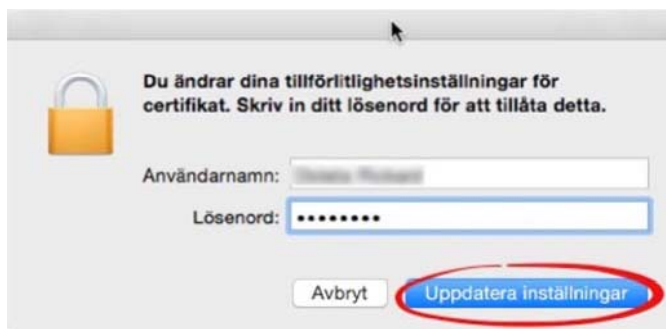 Du ändrar dina tillförlitlighetsinställningar för
certifikat. Skriv in ditt lösenord för att tillåta detta.
Användarnamn:
Lösenord: ••••••••
Avbryt Uppdatera inställningar